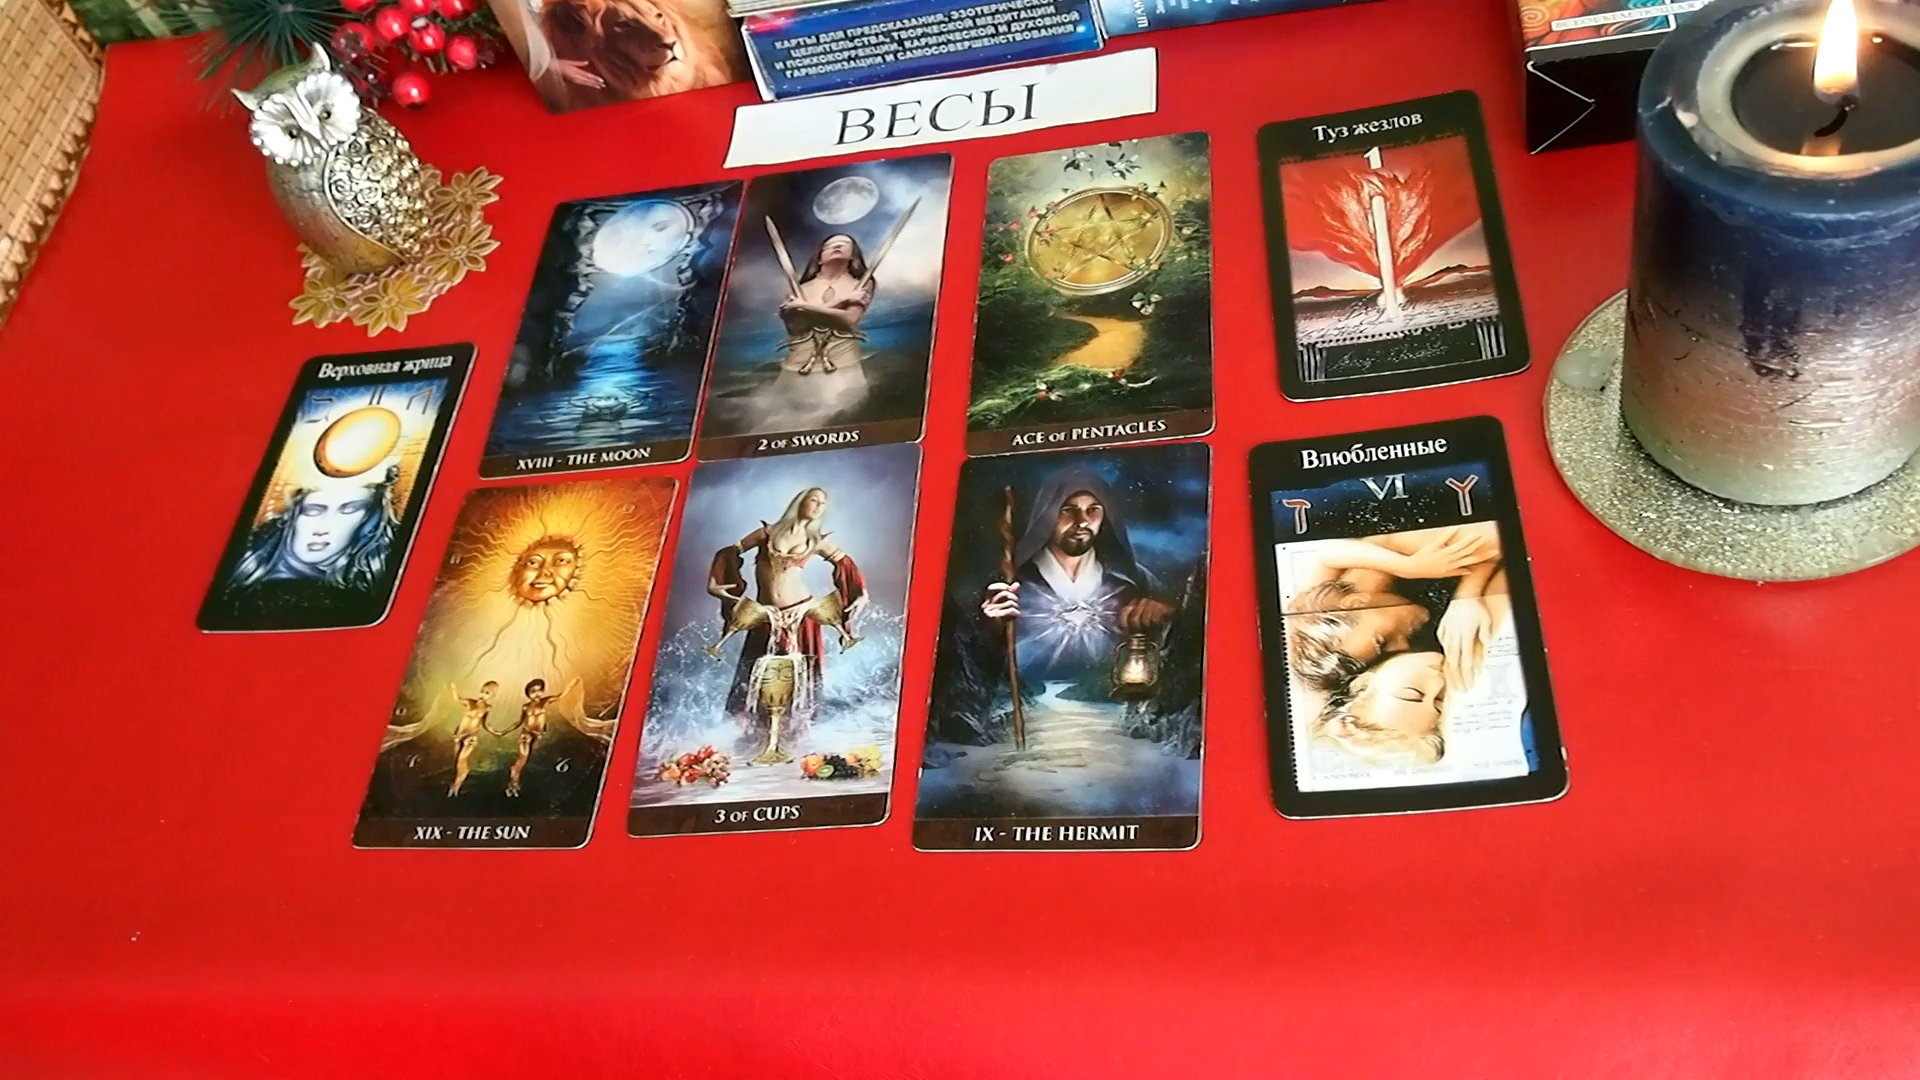 КАРТЫ ДЛЯ ПРЕДСКАЗАНИЯ, ЭЗОТЕРИЧЕСКОГО
ЦЕЛИТЕЛЬСТВА, ТВОРЧЕСКОЙ МЕДИТАЦИИ
И ПСИХОКОРРЕКЦИИ, КАРМИЧЕСКОЙ И ДУХОВНОЙ
ГАРМОНИЗАЦИИ И САМОСОВЕРШЕНСТВОВАНИЯ
ВЕСЫ
Туз жезлов
1
Верховная жрица
XVIII - THE MOON
2 OF SWORDS
ACE OF PENTACLES
Влюбленные
VI
XIX - THE SUN
3 OF CUPS
IX - THE HERMIT